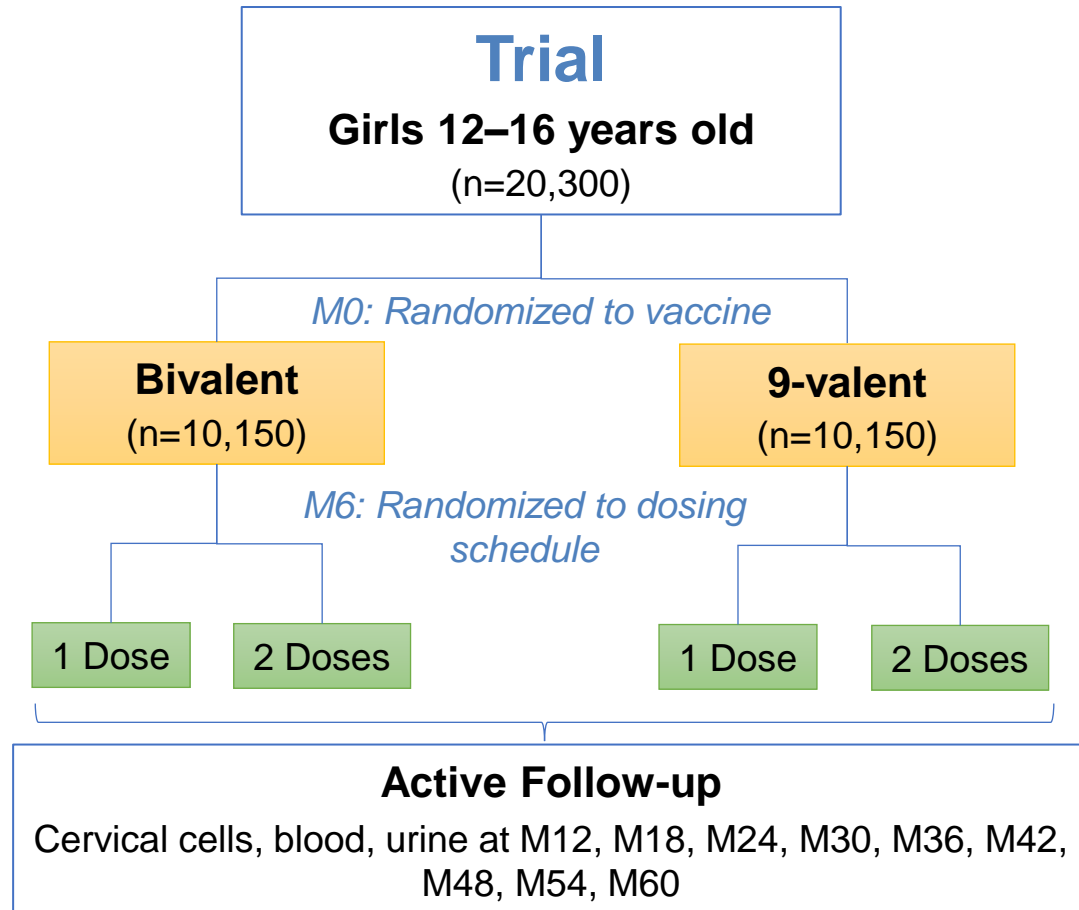 Trial
Girls 12–16 years old
(n=20,300)
M0: Randomized to vaccine
Bivalent
(n=10,150)
9-valent
(n=10,150)
M6: Randomized to dosing
schedule
1 Dose
2 Doses
1 Dose
2 Doses
Active Follow-up
Cervical cells, blood, urine at M12, M18, M24, M30, M36, M42,
M48, M54, M60